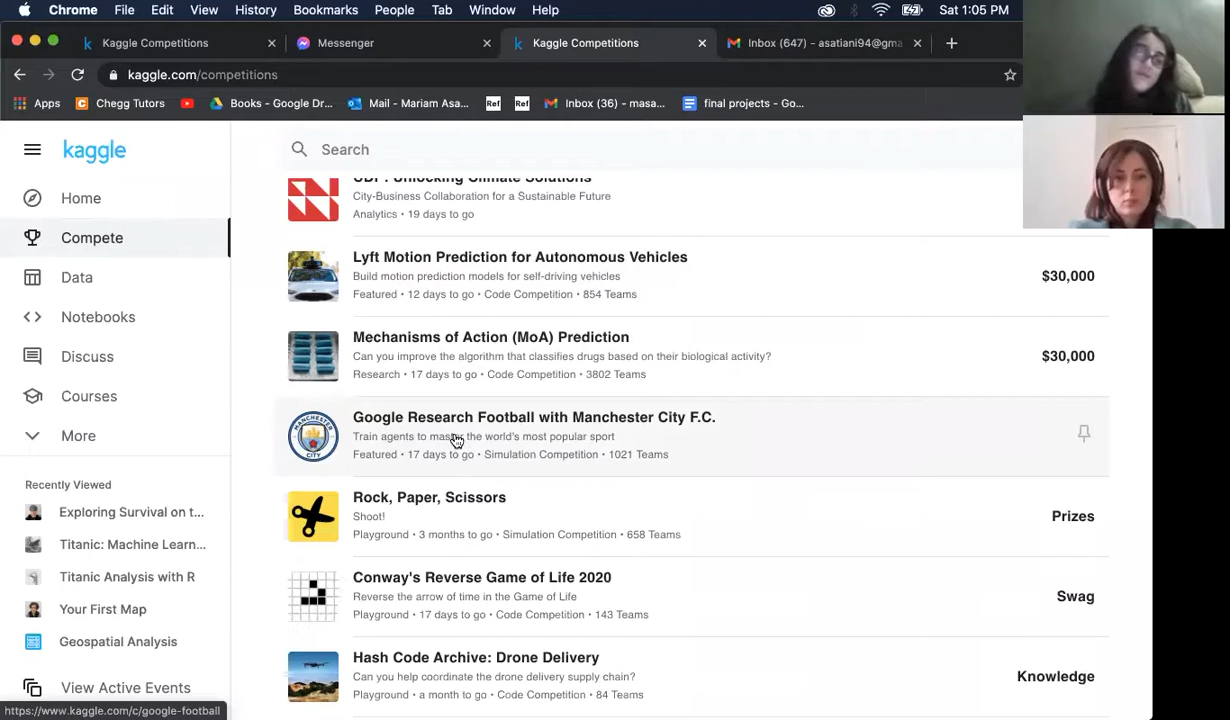 Chrome File Edit View History Bookmarks People Tab Window Help Sat 1:05 PM
Kaggle Competitions Messenger Kaggle Competitions Inbox (647) - asatiani94@gma
kaggle.com/competitions
Apps Chegg Tutors Books - Google Dr... Mail - Mariam Asa... Ref Ref Inbox (36) - masa... final projects - Go...
kaggle
Search
Home
Compete
Data
Notebooks
Discuss
Courses
More
Recently Viewed
Exploring Survival on t...
Titanic: Machine Learn...
Titanic Analysis with R
Your First Map
Geospatial Analysis
View Active Events
https://www.kaggle.com/c/google-football
Unlocking Climate Solutions
City-Business Collaboration for a Sustainable Future
Analytics • 19 days to go
Lyft Motion Prediction for Autonomous Vehicles
Build motion prediction models for self-driving vehicles
Featured • 12 days to go • Code Competition • 854 Teams
$30,000
Mechanisms of Action (MoA) Prediction
Can you improve the algorithm that classifies drugs based on their biological activity?
Research • 17 days to go • Code Competition • 3802 Teams
$30,000
MANCHESTER
CITY
Google Research Football with Manchester City F.C.
Train agents to master the world's most popular sport
Featured • 17 days to go • Simulation Competition • 1021 Teams
Rock, Paper, Scissors
Shoot!
Playground • 3 months to go • Simulation Competition • 658 Teams
Prizes
Conway's Reverse Game of Life 2020
Reverse the arrow of time in the Game of Life
Playground • 17 days to go • Code Competition • 143 Teams
Swag
Hash Code Archive: Drone Delivery
Can you help coordinate the drone delivery supply chain?
Playground • a month to go • Code Competition • 84 Teams
Knowledge